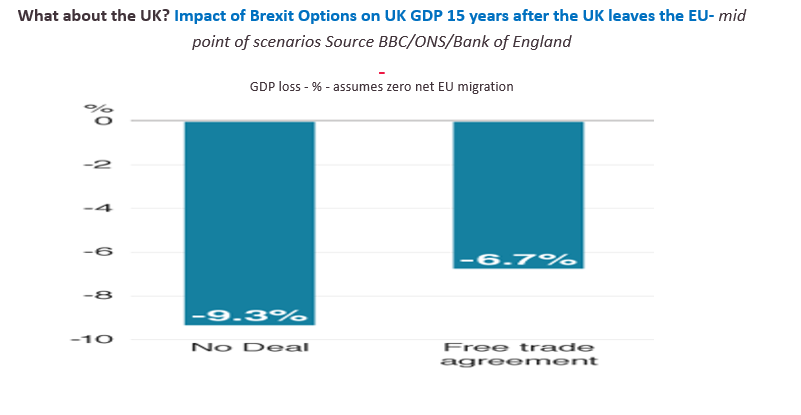 What about the UK? Impact of Brexit Options on UK GDP 15 years after the UK leaves the EU- mid
point of scenarios Source BBC/ONS/Bank of England
-
GDP loss - % - assumes zero net EU migration
%
0
-2
-4
-6
-8
-10
-9.3%
-6.7%
No Deal
Free trade
agreement